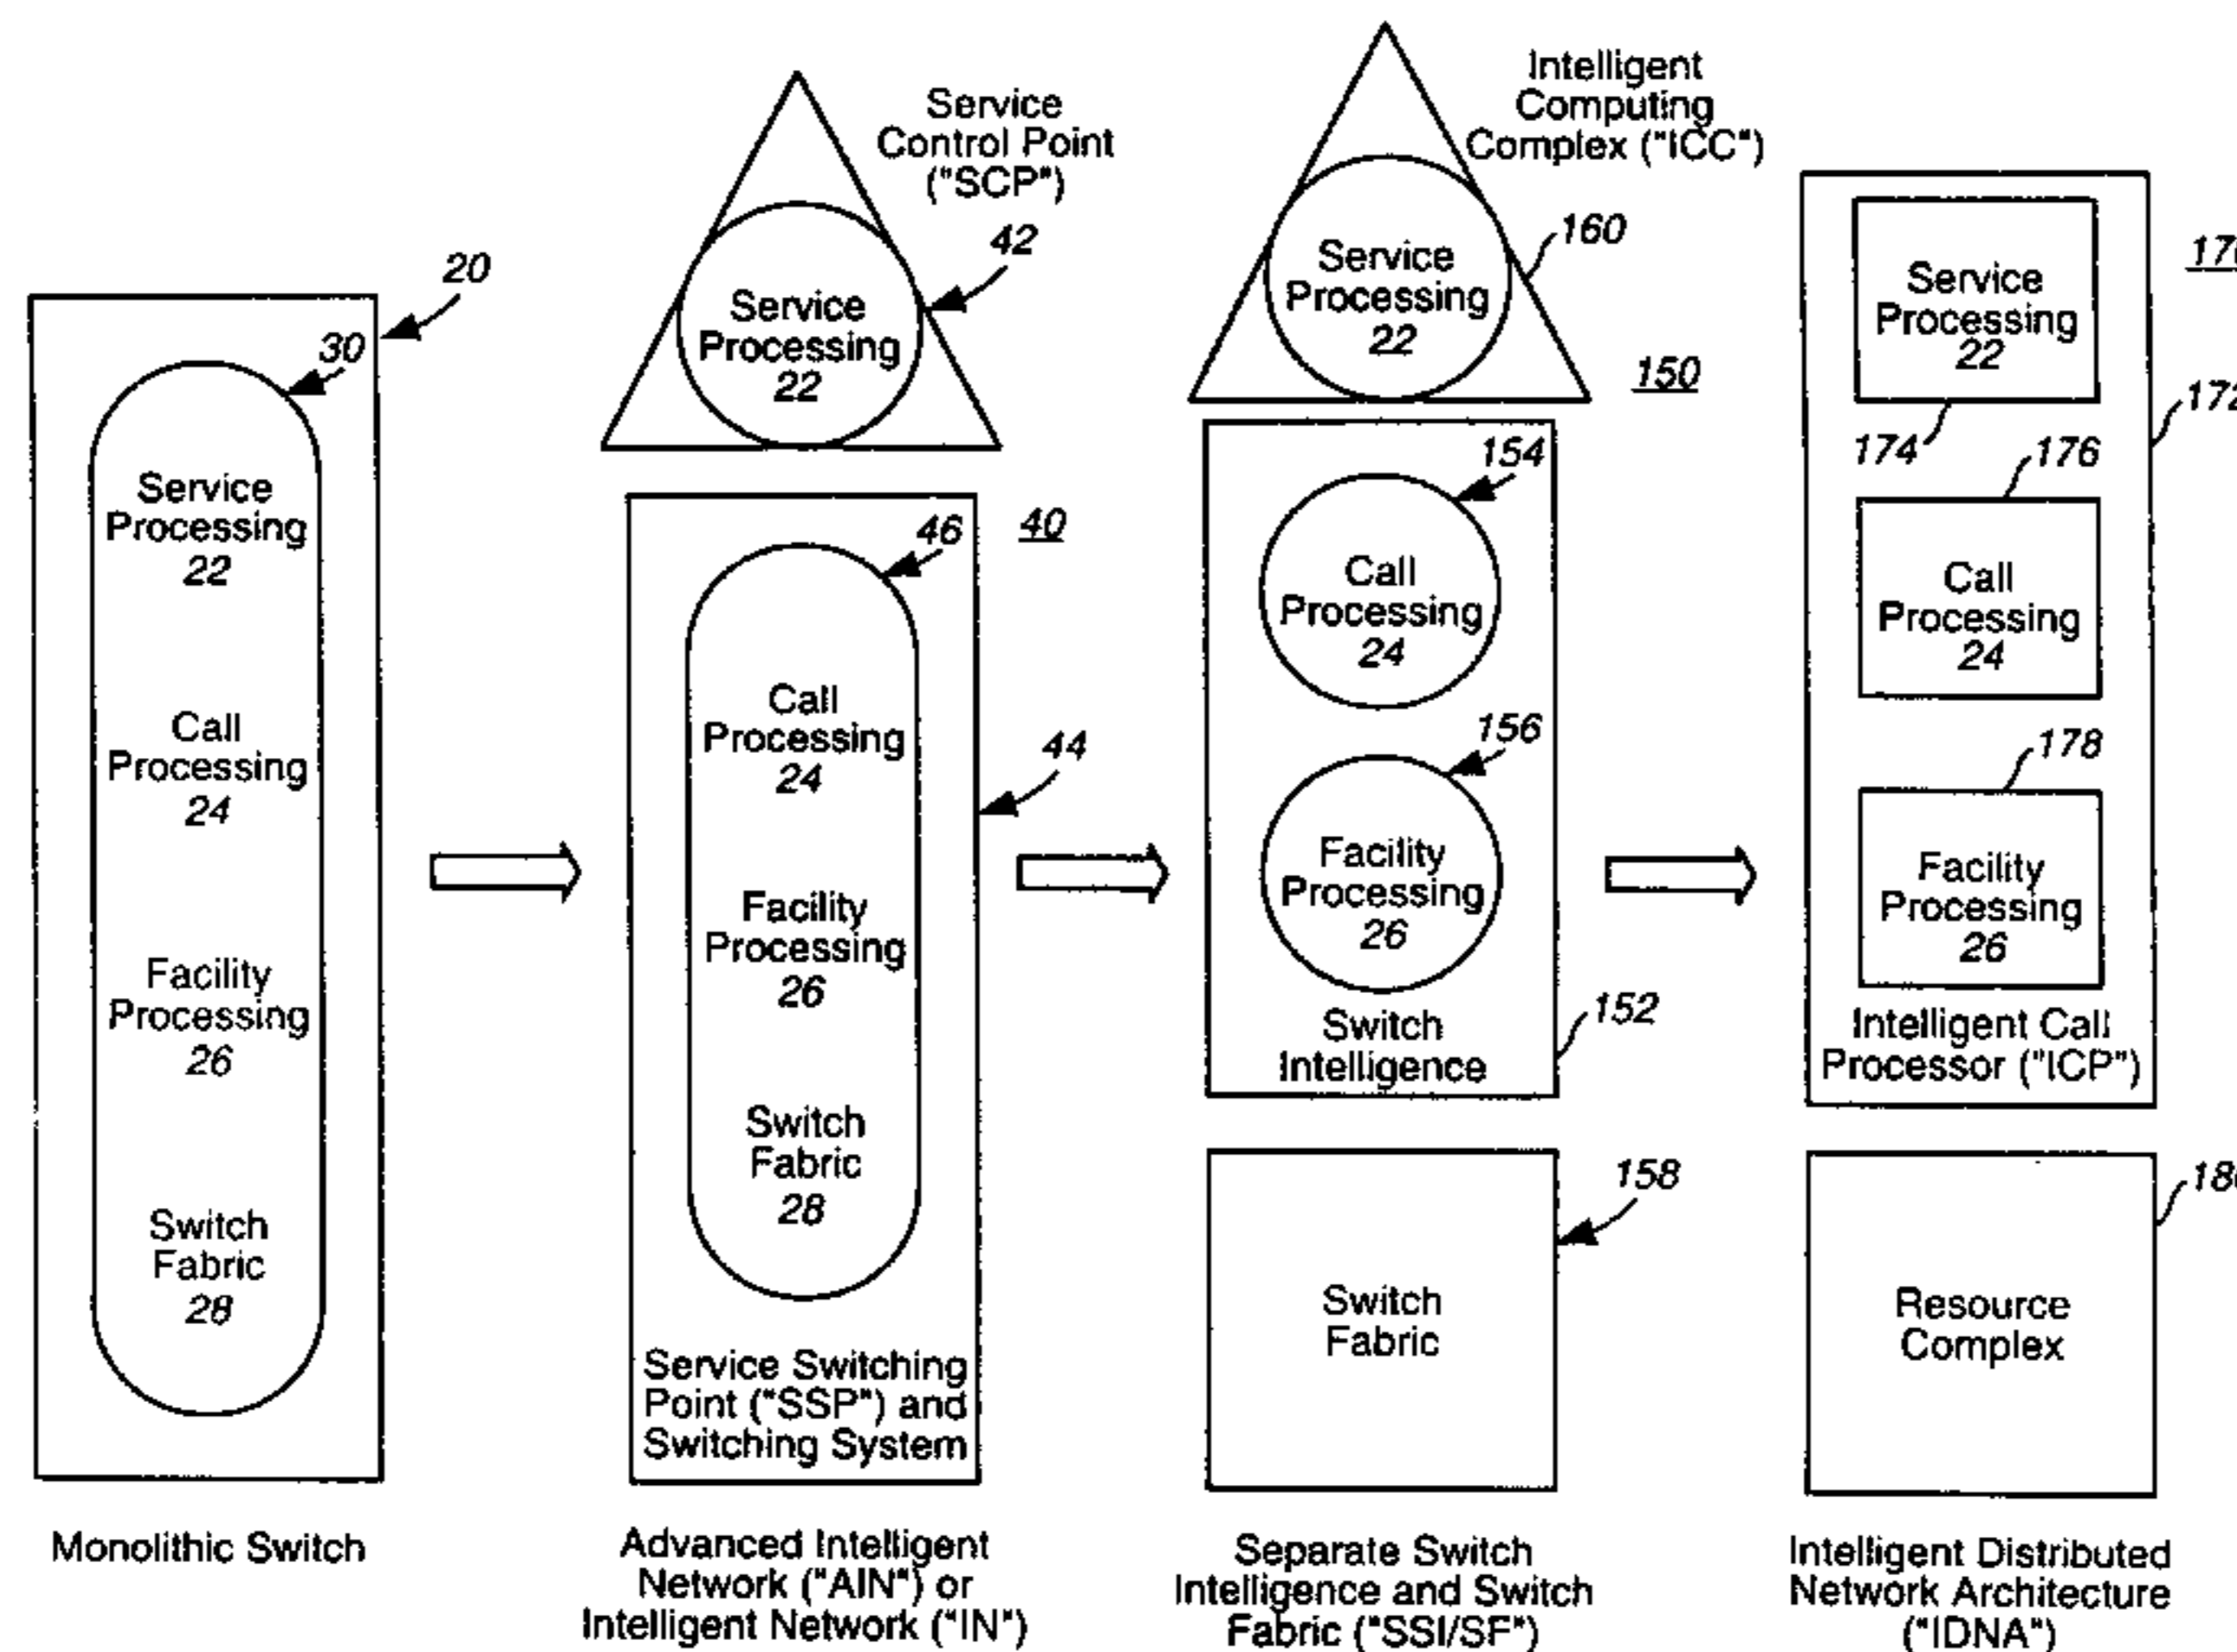 20
30
Service
Processing
22
Call
Processing
24
Facility
Processing
26
Switch
Fabric
28
Monolithic Switch
Service
Control Point
("SCP")
42
Service
Processing
22
40
46
Call
Processing
24
44
Facility
Processing
26
Switch
Fabric
28
Service Switching
Point ("SSP") and
Switching System
Advanced Intelligent
Network ("AIN") or
Intelligent Network ("IN")
Intelligent
Computing
Complex ("ICC")
160
Service
Processing
22
150
154
Call
Processing
24
156
Facility
Processing
26
Switch
Intelligence
152
158
Switch
Fabric
Separate Switch
Intelligence and Switch
Fabric ("SSI/SF")
Service
Processing
22
172
174
176
Call
Processing
24
178
Facility
Processing
26
Intelligent Call
Processor ("ICP")
Resource
Complex
Intelligent Distributed
Network Architecture
("IDNA")